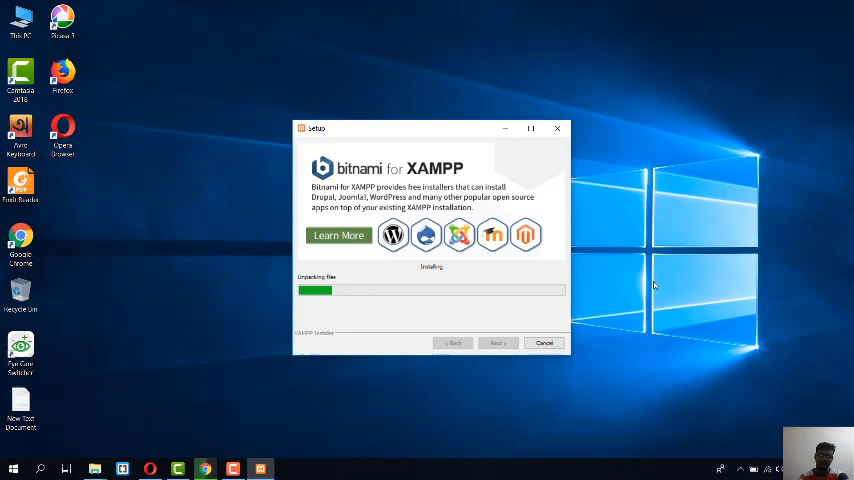 This PC
Picasa 3
Camtasia
2018
Firefox
Avro
Keyboard
Opera
Browser
PDF
Foxit Reader
Google
Chrome
Recycle Bin
Eye Care
Switcher
New Text
Document
Setup
bitnami for XAMPP
Bitnami for XAMPP provides free installers that can install
Drupal, Joomla!, WordPress and many other popular open source
apps on top of your existing XAMPP installation.
Learn More
Installing
Unpacking files
XAMPP Installer
< Back
Next >
Cancel